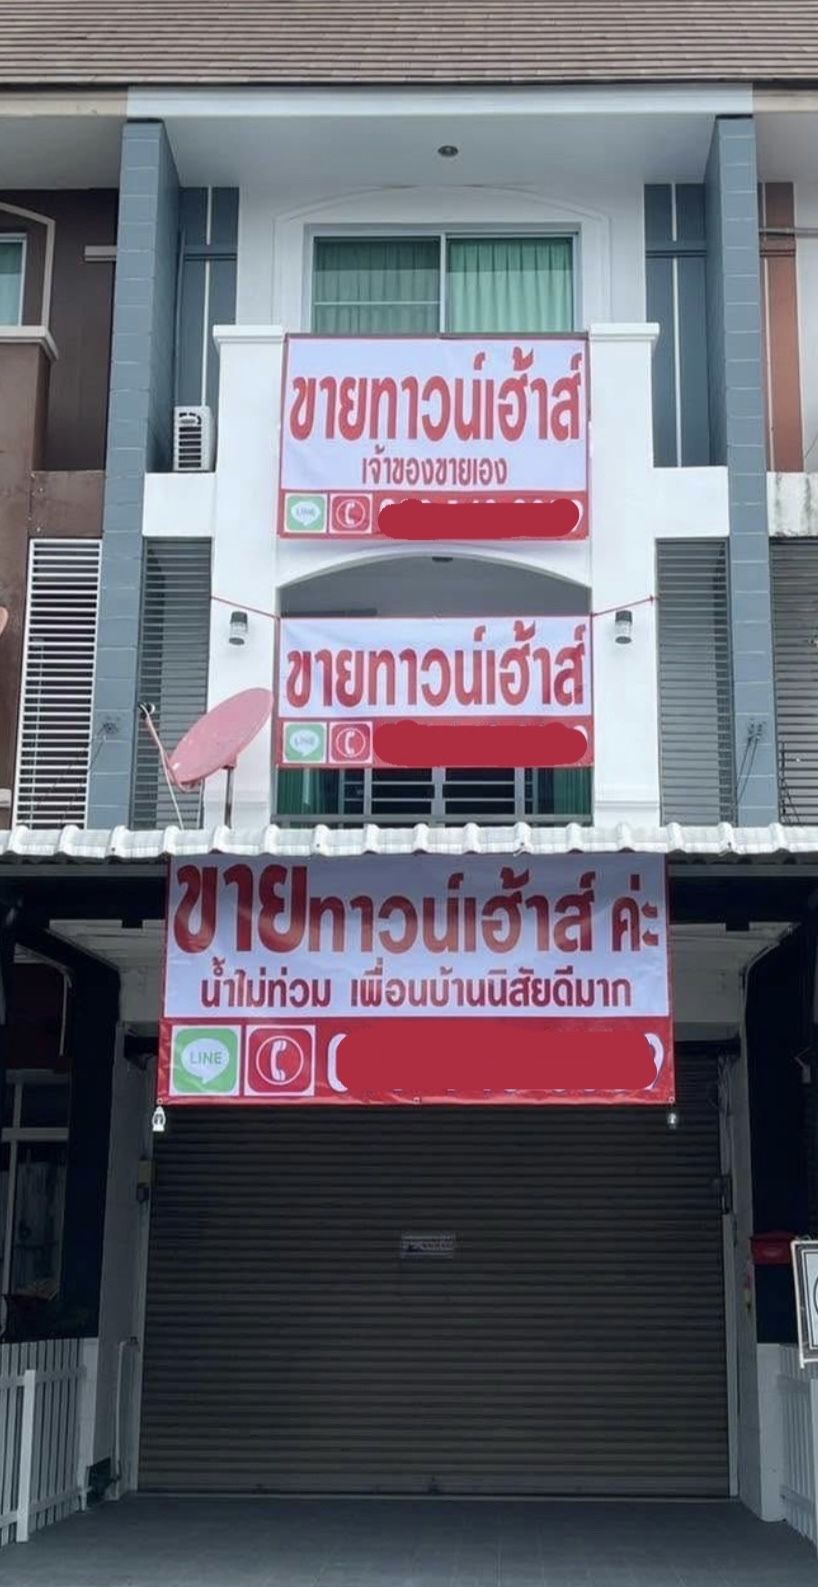 ขายทาวน์เฮ้าส์
เจ้าของขายเอง
LINE
ขายทาวน์เฮ้าส์
LINE
ขายทาวน์เฮ้าส์ ค่ะ
น้ำไม่ท่วม เพื่อนบ้านนิสัยดีมาก
LINE